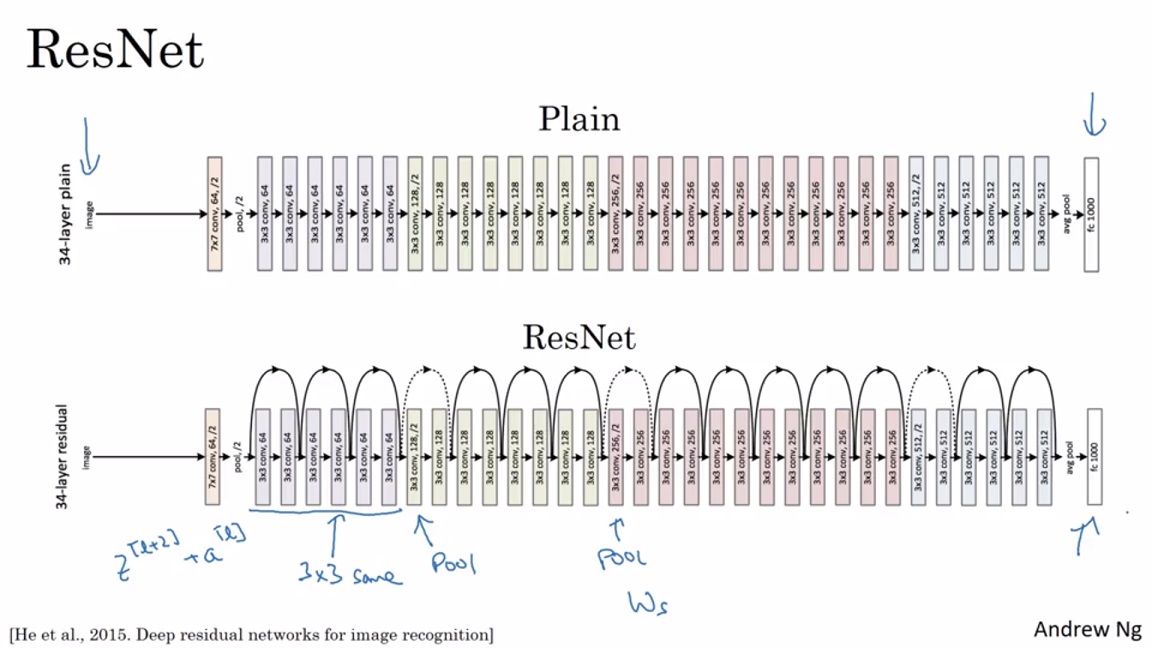 ResNet
Plain
34-layer plain
image
7x7 conv, 64, /2
pool, /2
3x3 conv, 64
3x3 conv, 64
3x3 conv, 64
3x3 conv, 64
3x3 conv, 64
3x3 conv, 64
3x3 conv, 128, /2
3x3 conv, 128
3x3 conv, 128
3x3 conv, 128
3x3 conv, 128
3x3 conv, 128
3x3 conv, 128
3x3 conv, 128
3x3 conv, 256, /2
3x3 conv, 256
3x3 conv, 256
3x3 conv, 256
3x3 conv, 256
3x3 conv, 256
3x3 conv, 256
3x3 conv, 256
3x3 conv, 256
3x3 conv, 256
3x3 conv, 256
3x3 conv, 256
3x3 conv, 512, /2
3x3 conv, 512
3x3 conv, 512
3x3 conv, 512
3x3 conv, 512
3x3 conv, 512
avg pool
fc 1000
ResNet
34-layer residual
image
7x7 conv, 64, /2
pool, /2
3x3 conv, 64
3x3 conv, 64
3x3 conv, 64
3x3 conv, 64
3x3 conv, 64
3x3 conv, 64
3x3 conv, 128, /2
3x3 conv, 128
3x3 conv, 128
3x3 conv, 128
3x3 conv, 128
3x3 conv, 128
3x3 conv, 128
3x3 conv, 128
3x3 conv, 256, /2
3x3 conv, 256
3x3 conv, 256
3x3 conv, 256
3x3 conv, 256
3x3 conv, 256
3x3 conv, 256
3x3 conv, 256
3x3 conv, 256
3x3 conv, 256
3x3 conv, 256
3x3 conv, 256
3x3 conv, 512, /2
3x3 conv, 512
3x3 conv, 512
3x3 conv, 512
3x3 conv, 512
3x3 conv, 512
avg pool
fc 1000
z[l+2] + a[l]
3x3 same
Pool
Pool
Ws
[He et al., 2015. Deep residual networks for image recognition]
Andrew Ng